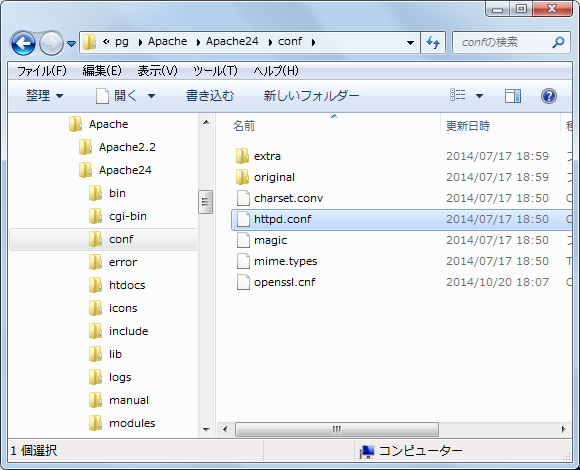 « pg ▸ Apache ▸ Apache24 ▸ conf ▸
confの検索
ファイル(F) 編集(E) 表示(V) ツール(T) ヘルプ(H)
整理 開く 書き込む 新しいフォルダー
Apache
Apache2.2
Apache24
bin
cgi-bin
conf
error
htdocs
icons
include
lib
logs
manual
modules
名前 更新日時
extra 2014/07/17 18:59
original 2014/07/17 18:59
charset.conv 2014/07/17 18:50
httpd.conf 2014/07/17 18:50
magic 2014/07/17 18:50
mime.types 2014/07/17 18:50
openssl.cnf 2014/10/20 18:07
1 個選択
コンピューター